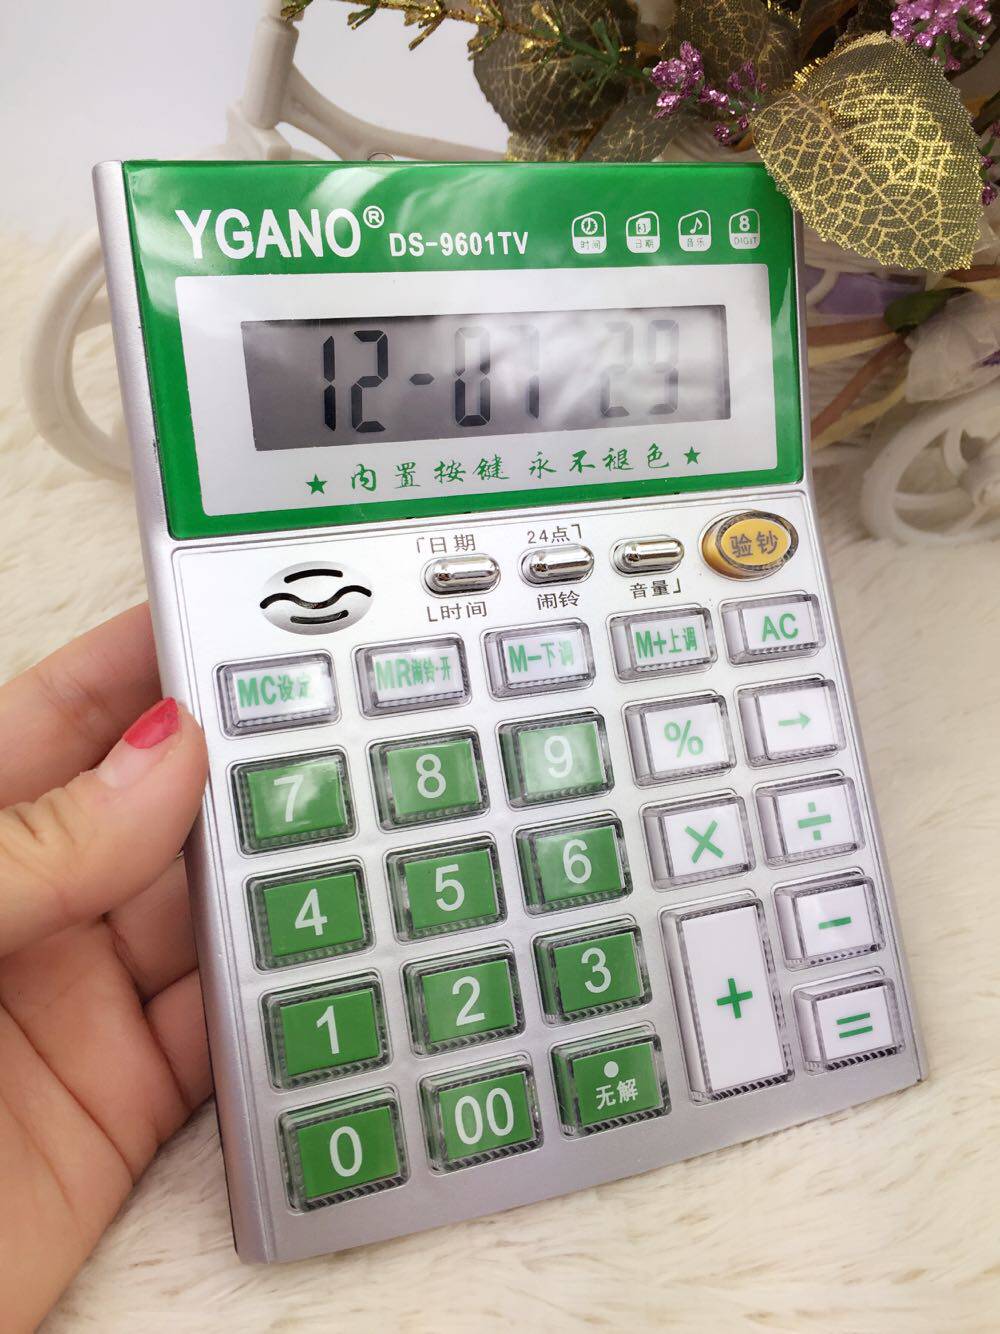 YGANO® DS-9601TV
时间 日期 音乐 8 DIGIT
12-07 29
★内置按键 永不褪色★
「日期 24点 ̚
L时间 闹铃 音量」
验钞
MC设定 MR闹铃·开 M-下调 M+上调 AC
7 8 9 % →
4 5 6 × ÷
1 2 3 + -
0 00 • 无解 =